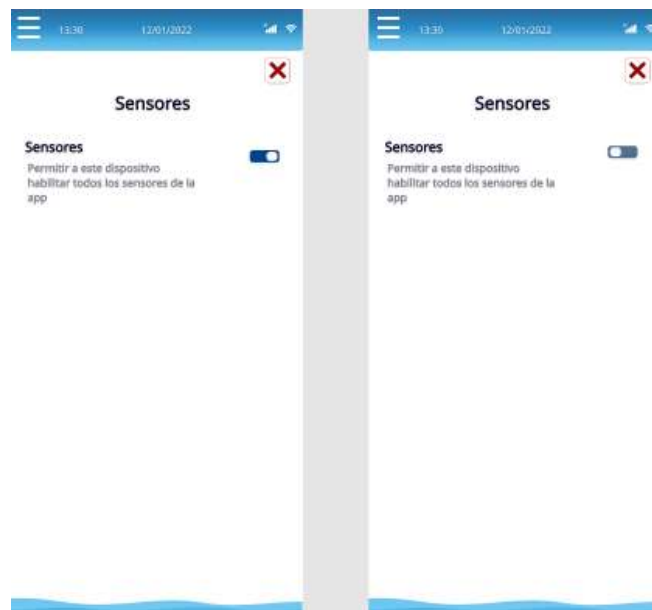 13:30 12/01/2022
Sensores
Sensores
Permitir a este dispositivo
habilitar todos los sensores de la
app
13:30 12/01/2022
Sensores
Sensores
Permitir a este dispositivo
habilitar todos los sensores de la
app